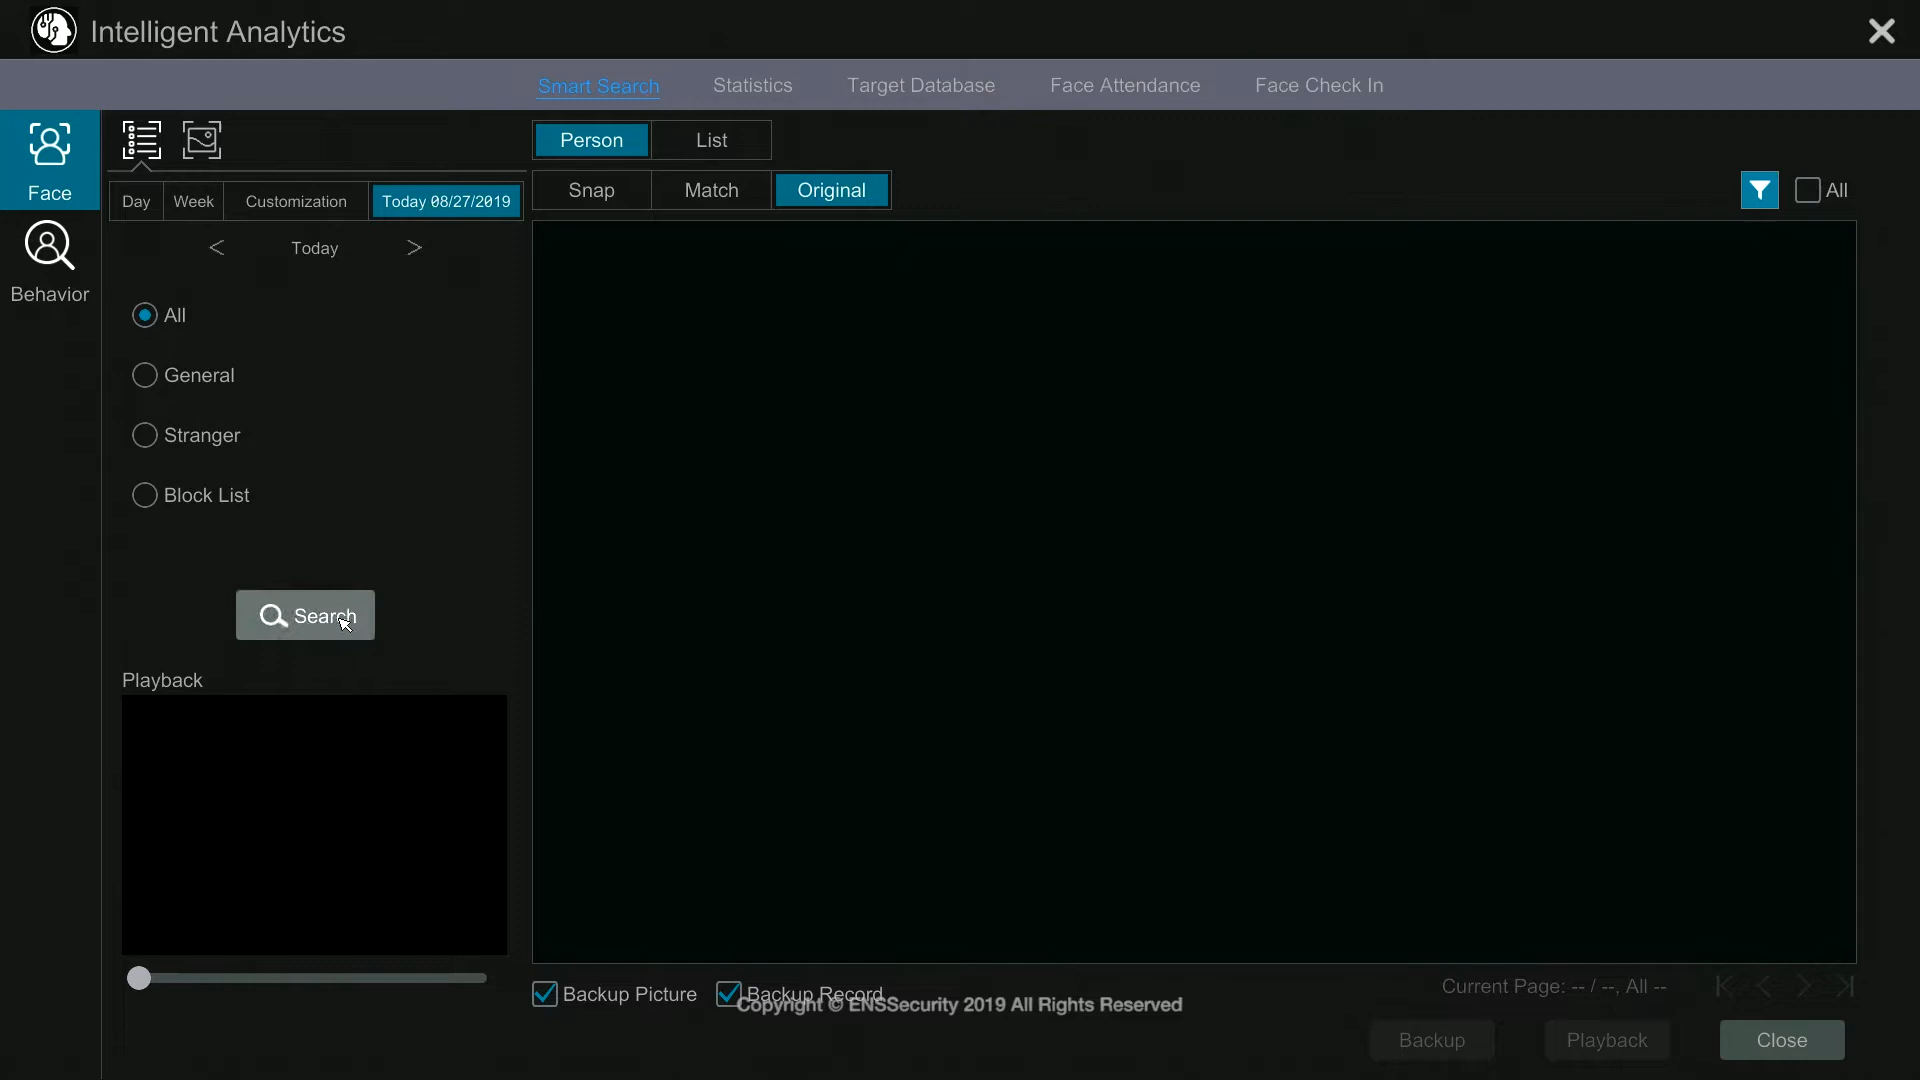 Intelligent Analytics
Smart Search Statistics Target Database Face Attendance Face Check In
Face
Behavior
Person List
Day Week Customization Today 08/27/2019
Snap Match Original
All
< Today >
All
General
Stranger
Block List
Search
Playback
Backup Picture Backup Record
Current Page: -- / --, All --
Copyright © ENSSecurity 2019 All Rights Reserved
Backup Playback Close